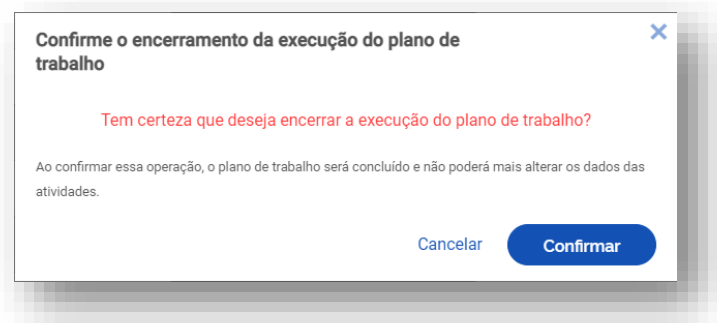 Confirme o encerramento da execução do plano de
trabalho
Tem certeza que deseja encerrar a execução do plano de trabalho?
Ao confirmar essa operação, o plano de trabalho será concluído e não poderá mais alterar os dados das
atividades.
Cancelar
Confirmar